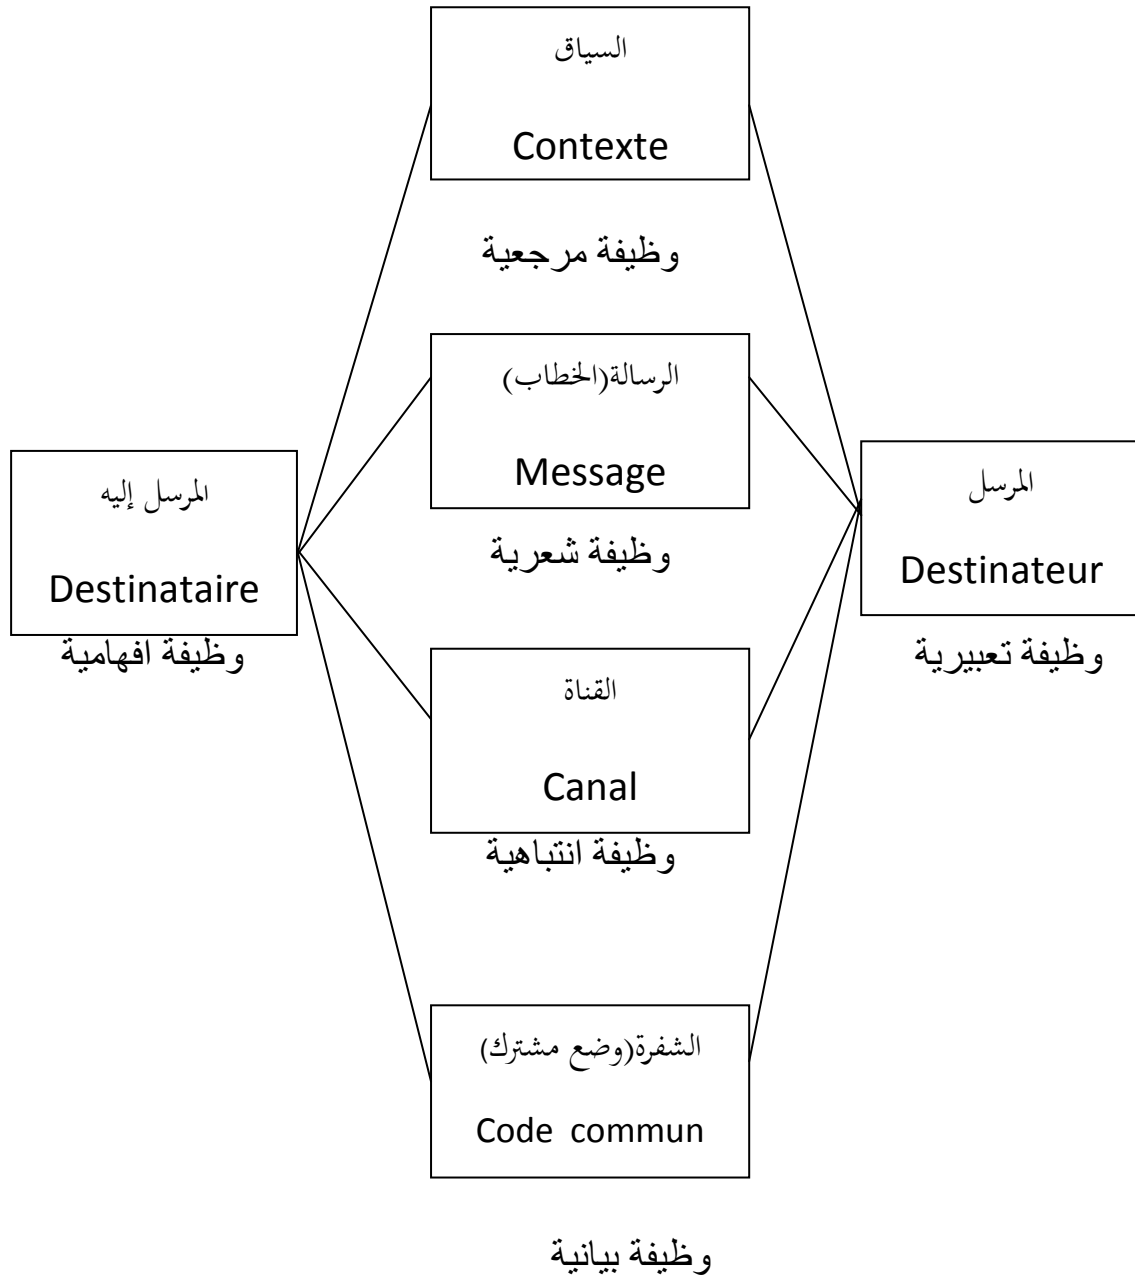 السياق
Contexte
وظيفة مرجعية
الرسالة(الخطاب)
Message
وظيفة شعرية
المرسل
Destinateur
وظيفة تعبيرية
المرسل إليه
Destinataire
وظيفة افهامية
القناة
Canal
وظيفة انتباهية
الشفرة(وضع مشترك)
Code commun
وظيفة بيانية